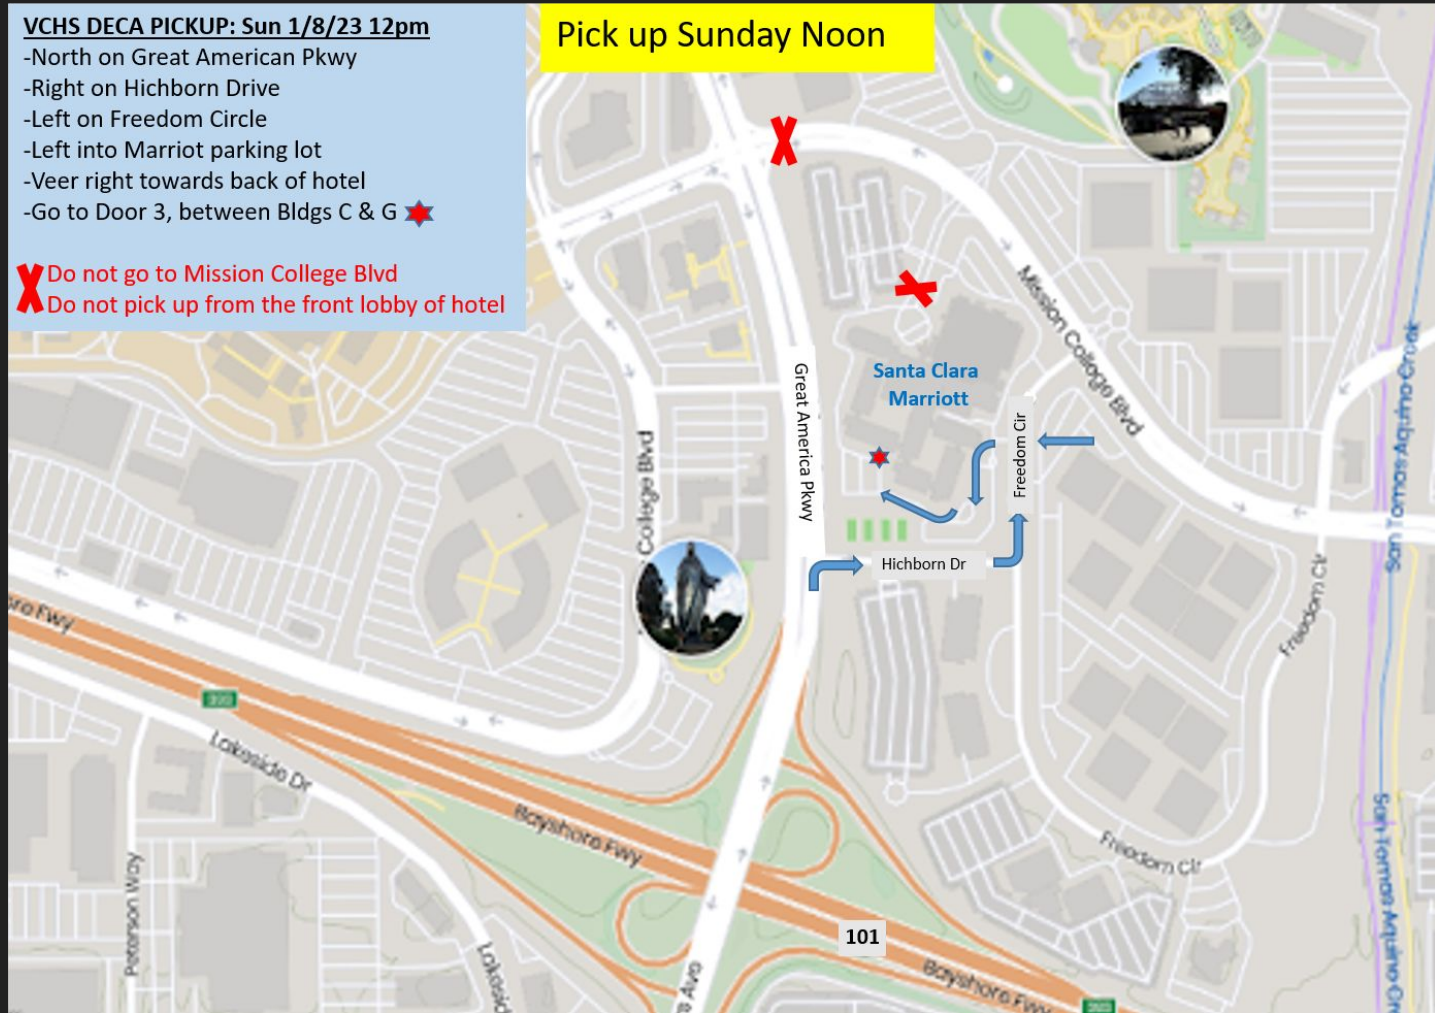 VCHS DECA PICKUP: Sun 1/8/23 12pm
-North on Great American Pkwy
-Right on Hichborn Drive
-Left on Freedom Circle
-Left into Marriot parking lot
-Veer right towards back of hotel
-Go to Door 3, between Bldgs C & G
Do not go to Mission College Blvd
Do not pick up from the front lobby of hotel
Pick up Sunday Noon
Mission College Blvd
Santa Clara
Marriott
Great America Pkwy
Freedom Cir
College Blvd
Hichborn Dr
San Tomas Aquino Creek
Freedom Cir
Fwy
Lakeside Dr
Bayshore Fwy
Freedom Cir
Peterson Way
101
Bayshore Fwy
San Tomas Aquino